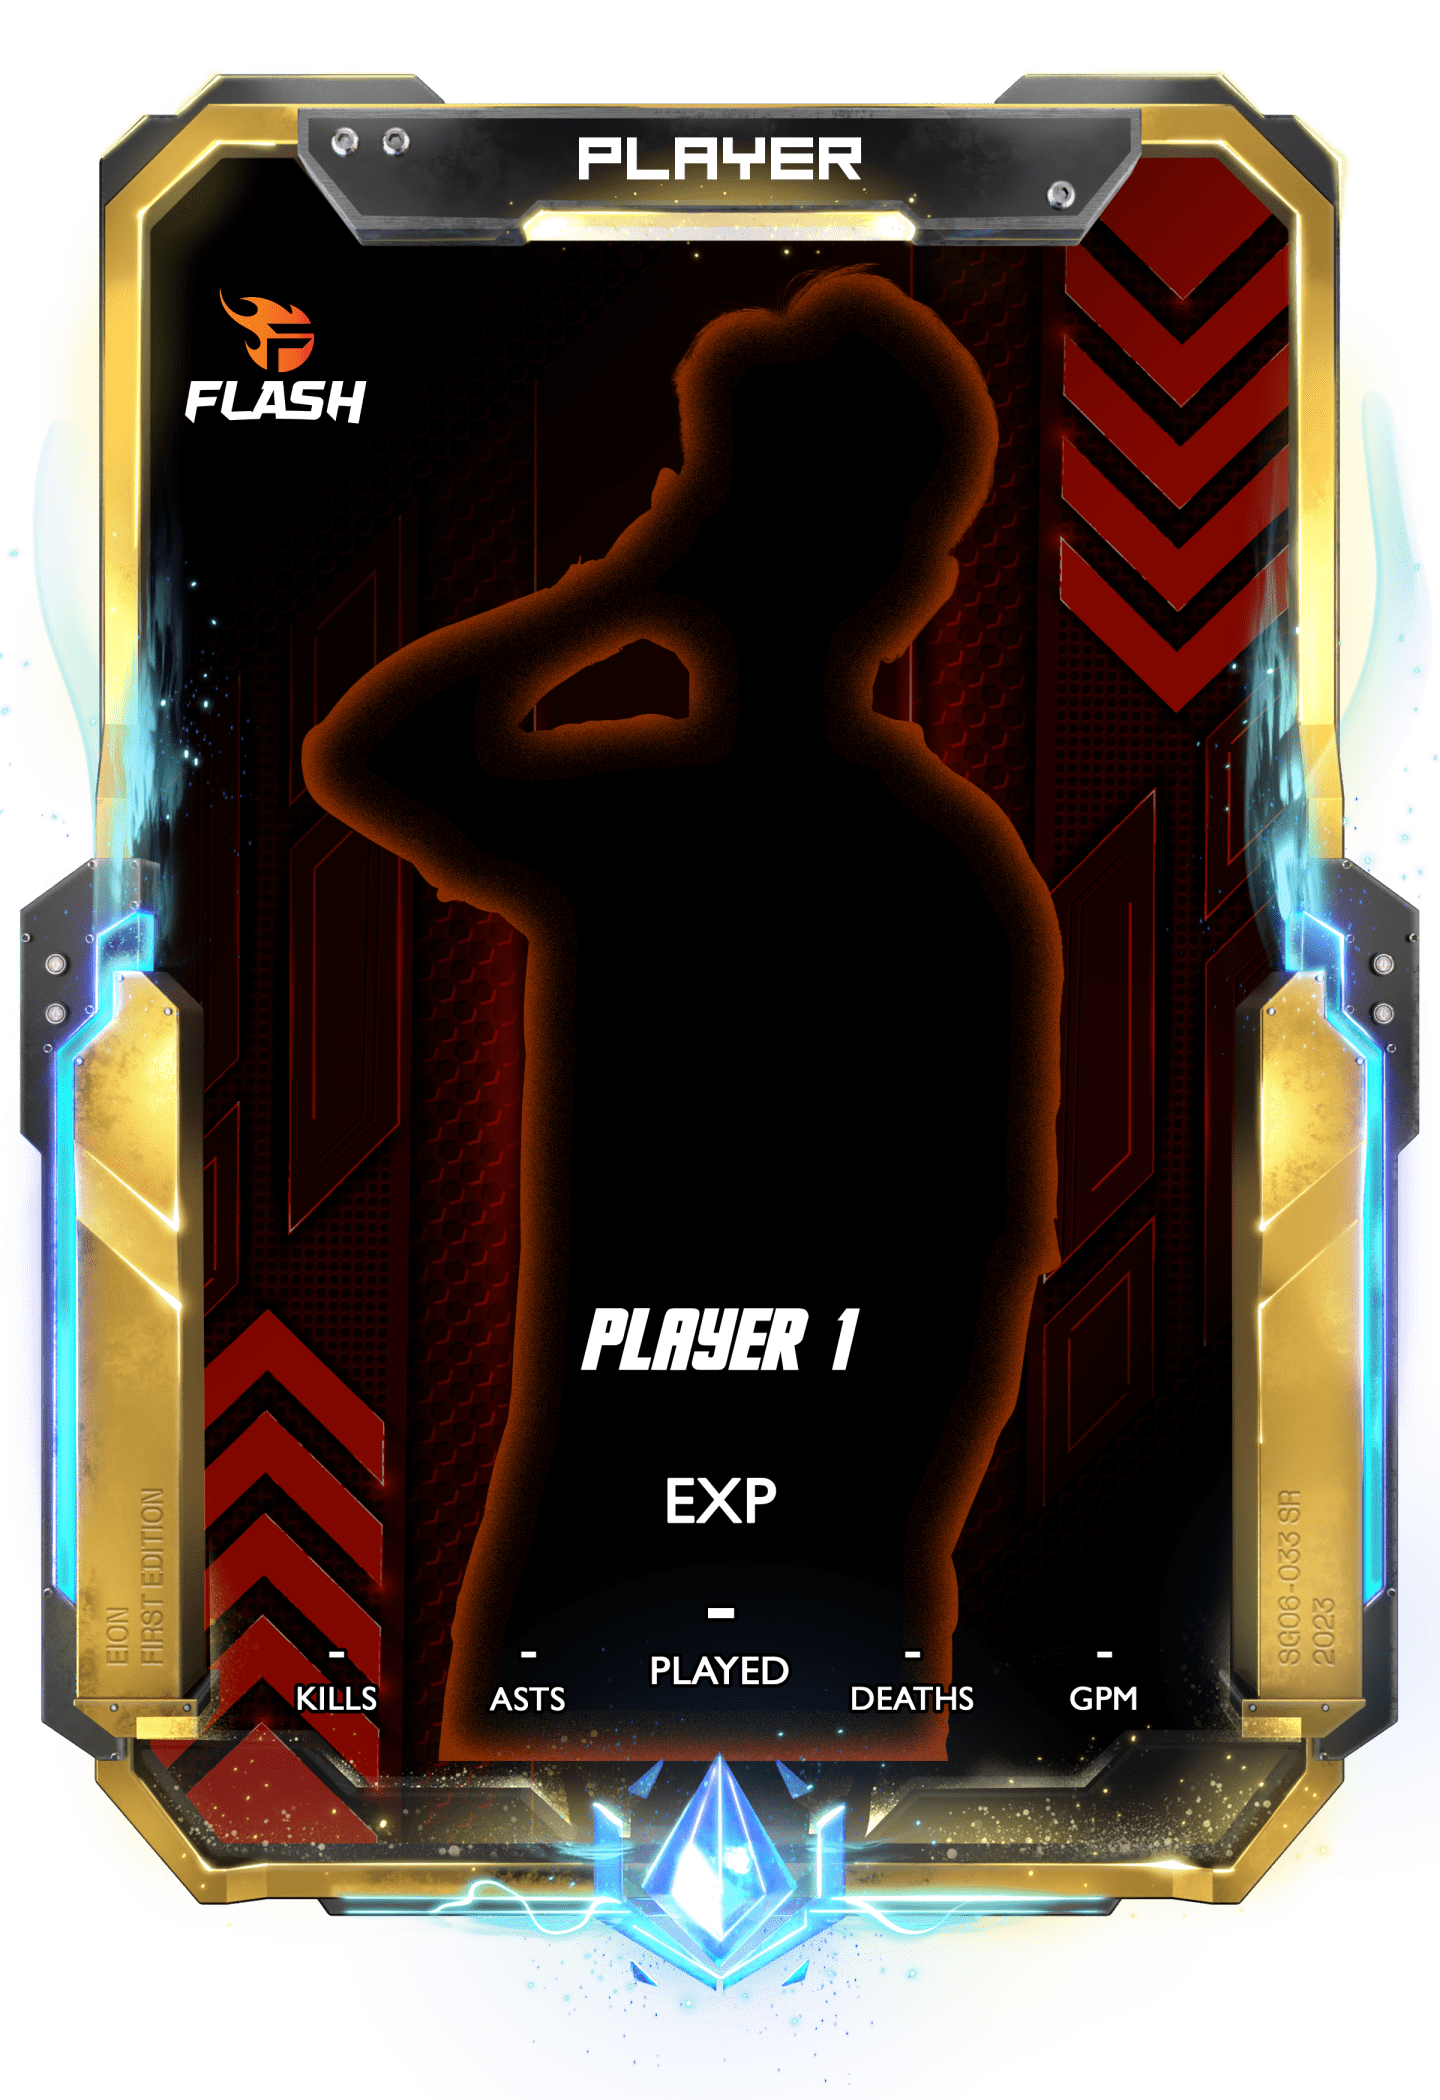 PLAYER
FLASH
PLAYER 1
EXP
-
PLAYED
-
KILLS
-
ASTS
-
DEATHS
-
GPM
EION
FIRST EDITION
SG06-033 SR
2023